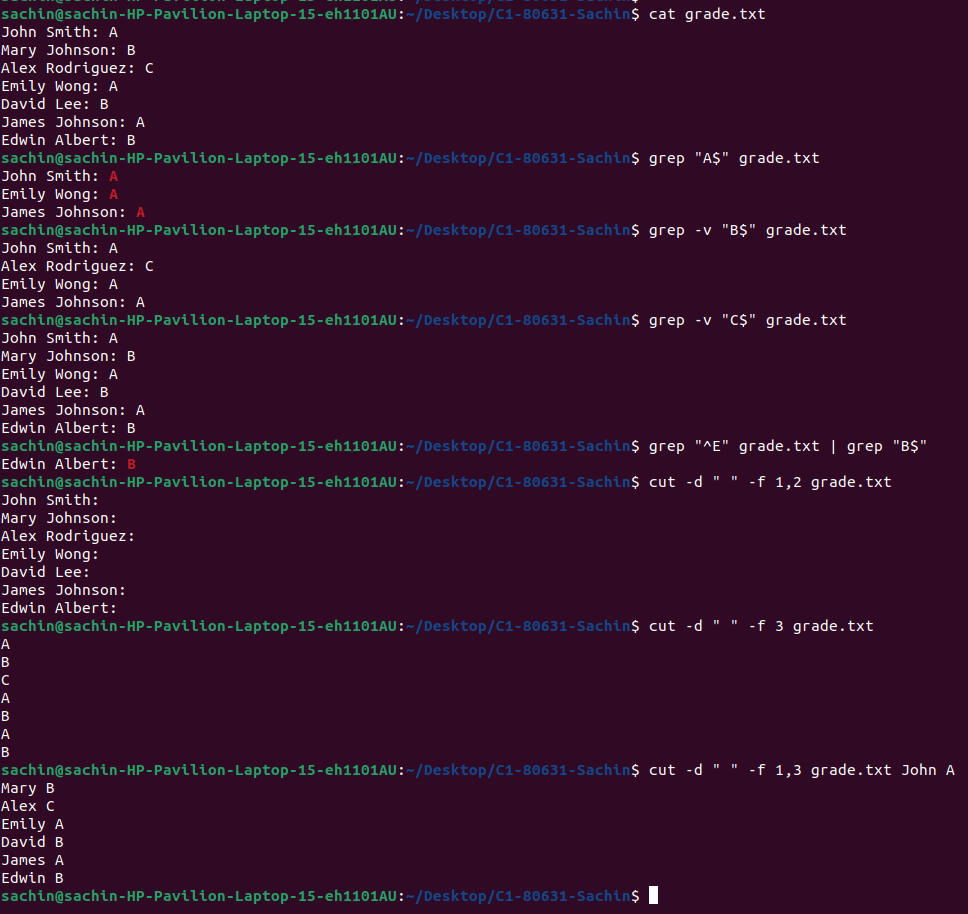 sachin@sachin-HP-Pavilion-Laptop-15-eh1101AU:~/Desktop/C1-80631-Sachin$ cat grade.txt
John Smith: A
Mary Johnson: B
Alex Rodriguez: C
Emily Wong: A
David Lee: B
James Johnson: A
Edwin Albert: B
sachin@sachin-HP-Pavilion-Laptop-15-eh1101AU:~/Desktop/C1-80631-Sachin$ grep "A$" grade.txt
John Smith: A
Emily Wong: A
James Johnson: A
sachin@sachin-HP-Pavilion-Laptop-15-eh1101AU:~/Desktop/C1-80631-Sachin$ grep -v "B$" grade.txt
John Smith: A
Alex Rodriguez: C
Emily Wong: A
James Johnson: A
sachin@sachin-HP-Pavilion-Laptop-15-eh1101AU:~/Desktop/C1-80631-Sachin$ grep -v "C$" grade.txt
John Smith: A
Mary Johnson: B
Emily Wong: A
David Lee: B
James Johnson: A
Edwin Albert: B
sachin@sachin-HP-Pavilion-Laptop-15-eh1101AU:~/Desktop/C1-80631-Sachin$ grep "^E" grade.txt | grep "B$"
Edwin Albert: B
sachin@sachin-HP-Pavilion-Laptop-15-eh1101AU:~/Desktop/C1-80631-Sachin$ cut -d " " -f 1,2 grade.txt
John Smith:
Mary Johnson:
Alex Rodriguez:
Emily Wong:
David Lee:
James Johnson:
Edwin Albert:
sachin@sachin-HP-Pavilion-Laptop-15-eh1101AU:~/Desktop/C1-80631-Sachin$ cut -d " " -f 3 grade.txt
A
B
C
A
B
A
B
sachin@sachin-HP-Pavilion-Laptop-15-eh1101AU:~/Desktop/C1-80631-Sachin$ cut -d " " -f 1,3 grade.txt John A
Mary B
Alex C
Emily A
David B
James A
Edwin B
sachin@sachin-HP-Pavilion-Laptop-15-eh1101AU:~/Desktop/C1-80631-Sachin$